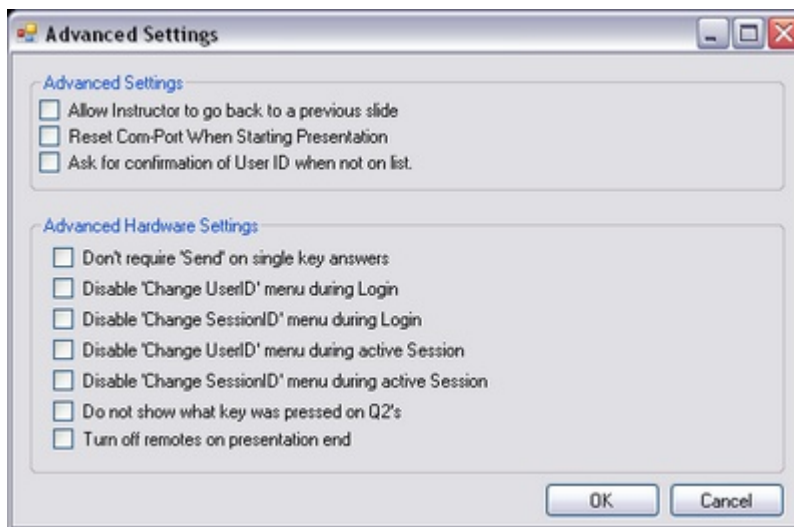 Advanced Settings
Advanced Settings
Allow Instructor to go back to a previous slide
Reset Com-Port When Starting Presentation
Ask for confirmation of User ID when not on list.
Advanced Hardware Settings
Don't require 'Send' on single key answers
Disable 'Change UserID' menu during Login
Disable 'Change SessionID' menu during Login
Disable 'Change UserID' menu during active Session
Disable 'Change SessionID' menu during active Session
Do not show what key was pressed on Q2's
Turn off remotes on presentation end
OK Cancel